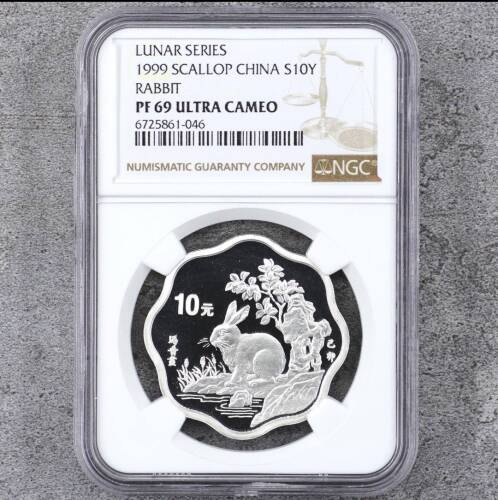 LUNAR SERIES
1999 SCALLOP CHINA S10Y
RABBIT
PF 69 ULTRA CAMEO
6725861-046
NUMISMATIC GUARANTY COMPANY
NGC
10元
己卯